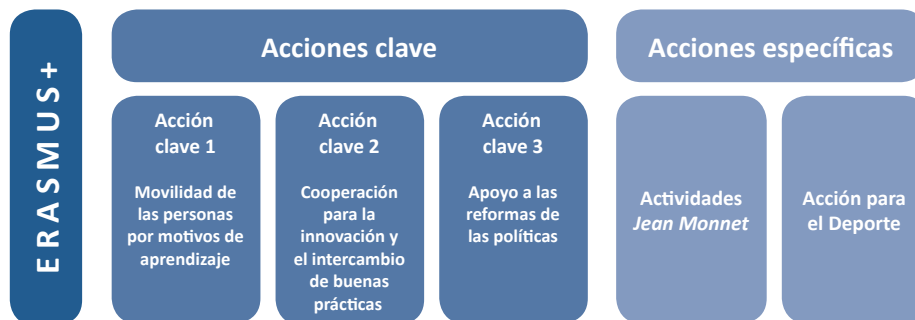 ERASMUS+
Acciones clave
Acción
clave 1
Movilidad de
las personas
por motivos de
aprendizaje
Acción
clave 2
Cooperación
para la
innovación y
el intercambio
de buenas
prácticas
Acción
clave 3
Apoyo a las
reformas de
las políticas
Acciones específicas
Actividades
Jean Monnet
Acción para
el Deporte